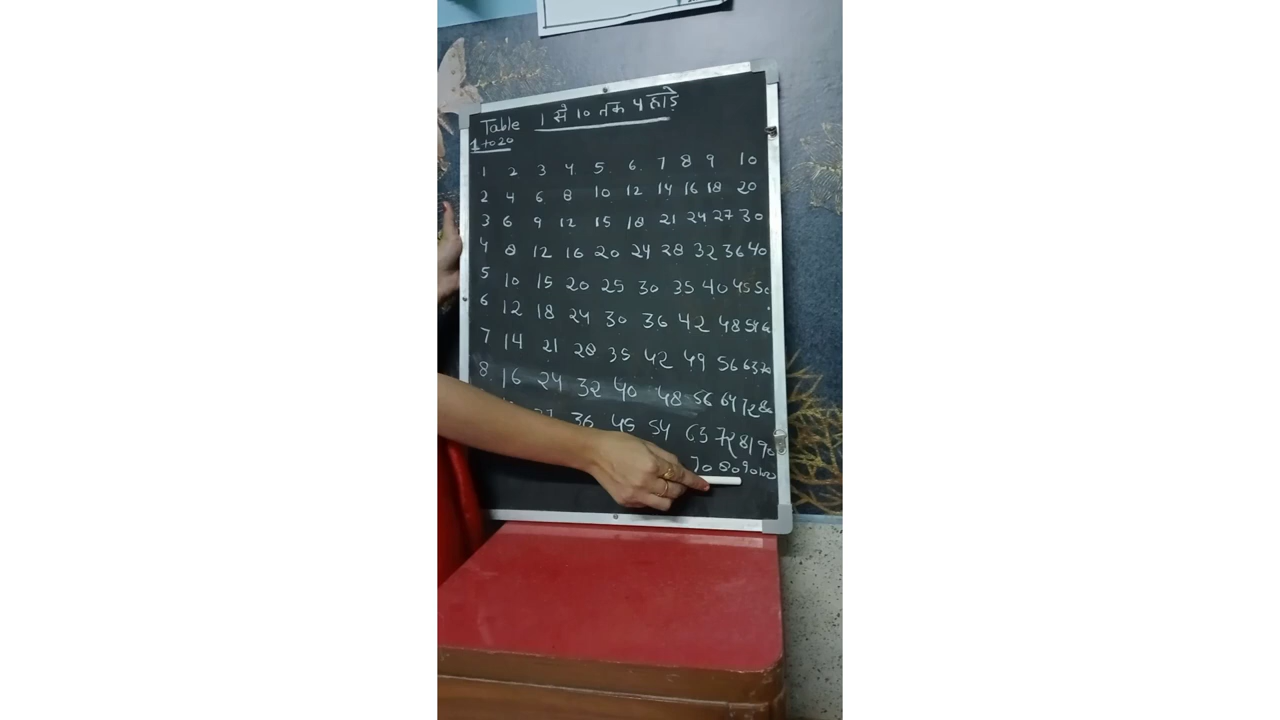 Table 1 से 10 तक पहाड़े
1 to 20
1 2 3 4 5 6 7 8 9 10
2 4 6 8 10 12 14 16 18 20
3 6 9 12 15 18 21 24 27 30
4 8 12 16 20 24 28 32 36 40
5 10 15 20 25 30 35 40 45 50
6 12 18 24 30 36 42 48 54
7 14 21 28 35 42 49 56 63 70
8 16 24 32 40 48 56 64 72 80
36 45 54 63 72 81 90
70 80 90 100